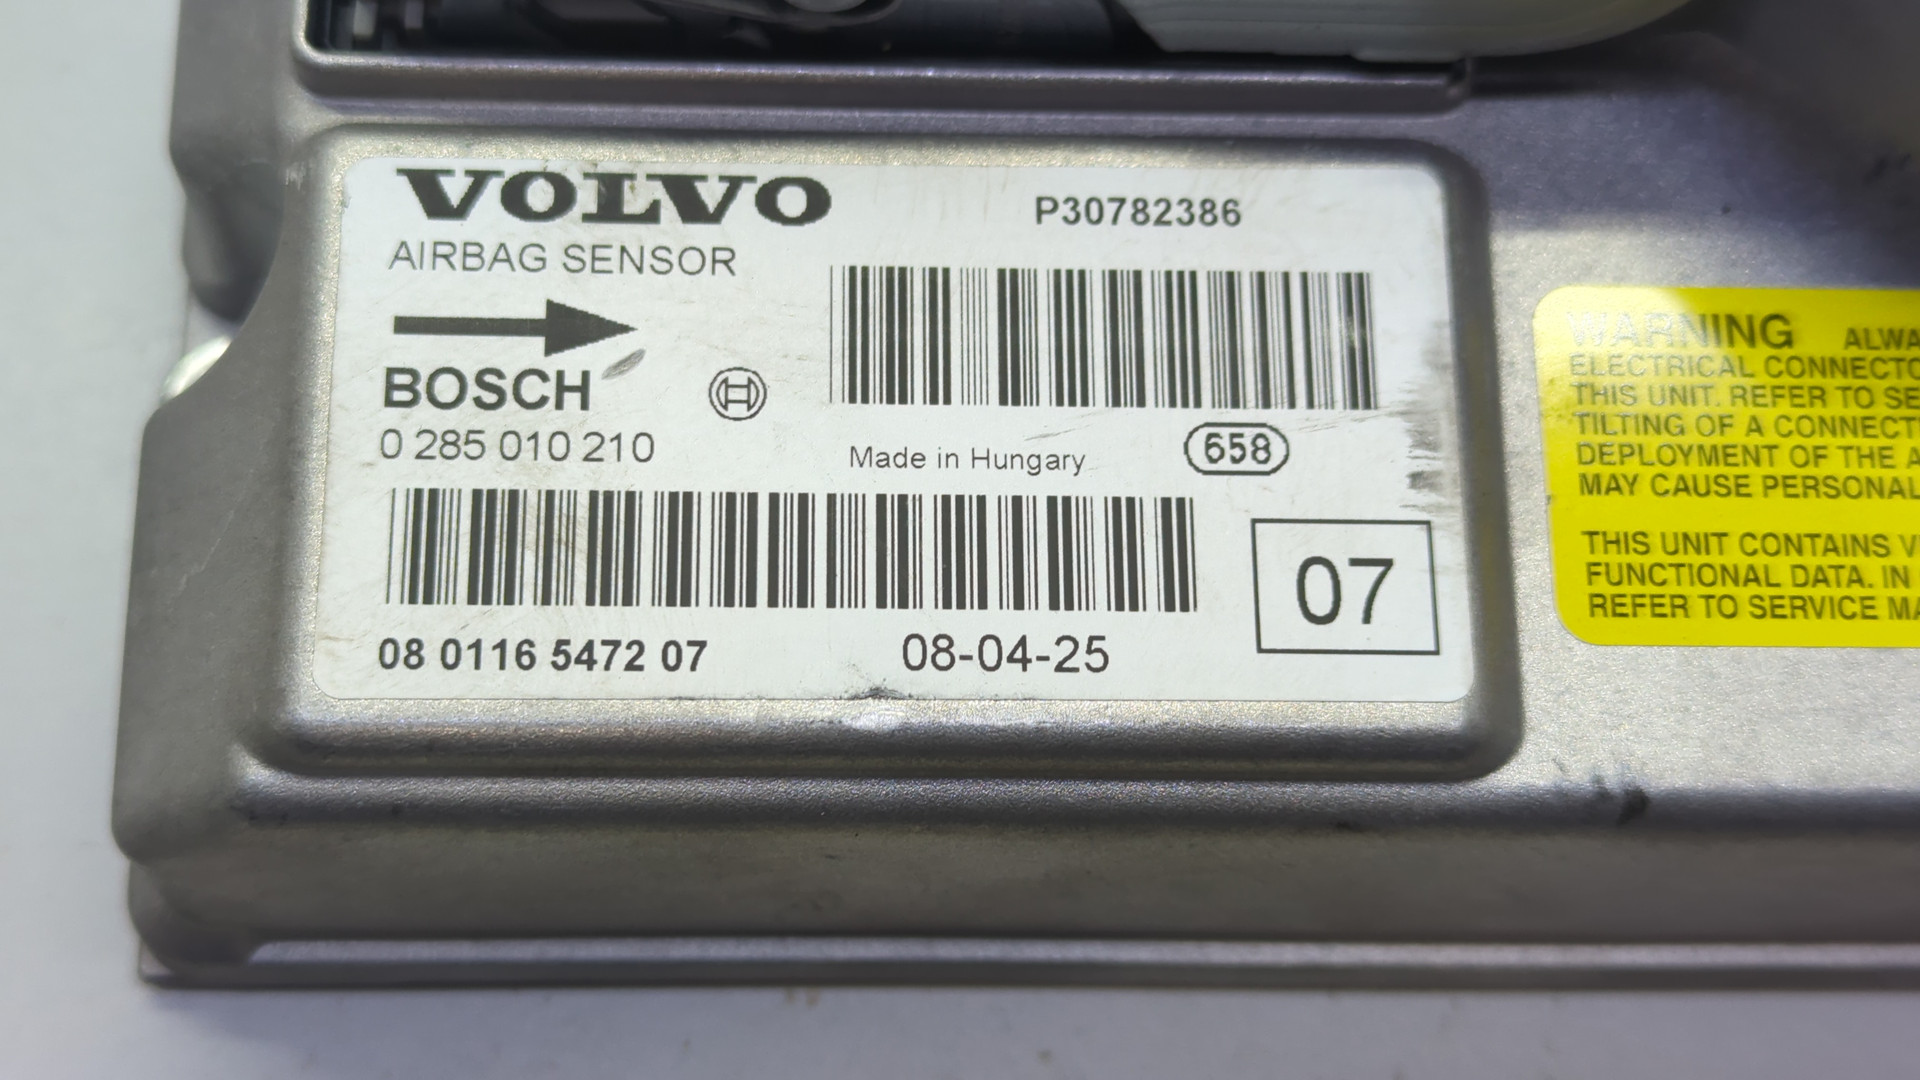 VOLVO
P30782386
AIRBAG SENSOR
BOSCH
0 285 010 210
Made in Hungary
658
07
08 0116 5472 07
08-04-25
WARNING
ELECTRICAL
THIS UNIT. REFER TO
TILTING OF A
DEPLOYMENT OF THE
MAY CAUSE PERSONAL
THIS UNIT CONTAINS
FUNCTIONAL DATA. IN
REFER TO SERVICE